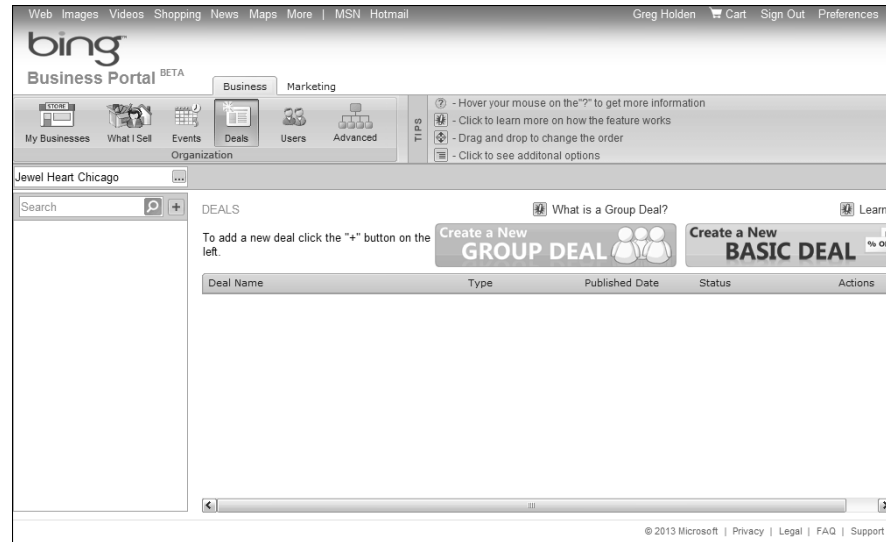 Web Images Videos Shopping News Maps More | MSN Hotmail
Greg Holden Cart Sign Out Preferences
bing
Business Portal BETA
Business Marketing
STORE
My Businesses What I Sell Events Deals Users Advanced
Organization
TIPS
? - Hover your mouse on the"?" to get more information
- Click to learn more on how the feature works
- Drag and drop to change the order
- Click to see additonal options
Jewel Heart Chicago ...
Search +
DEALS
What is a Group Deal?
Learn
To add a new deal click the "+" button on the
left.
Create a New
GROUP DEAL
Create a New
BASIC DEAL
Deal Name Type Published Date Status Actions
© 2013 Microsoft | Privacy | Legal | FAQ | Support